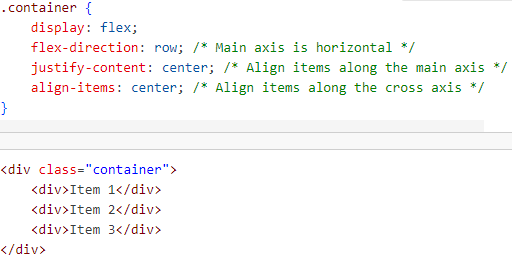 .container {
    display: flex;
    flex-direction: row; /* Main axis is horizontal */
    justify-content: center; /* Align items along the main axis */
    align-items: center; /* Align items along the cross axis */
}
<div class="container">
    <div>Item 1</div>
    <div>Item 2</div>
    <div>Item 3</div>
</div>